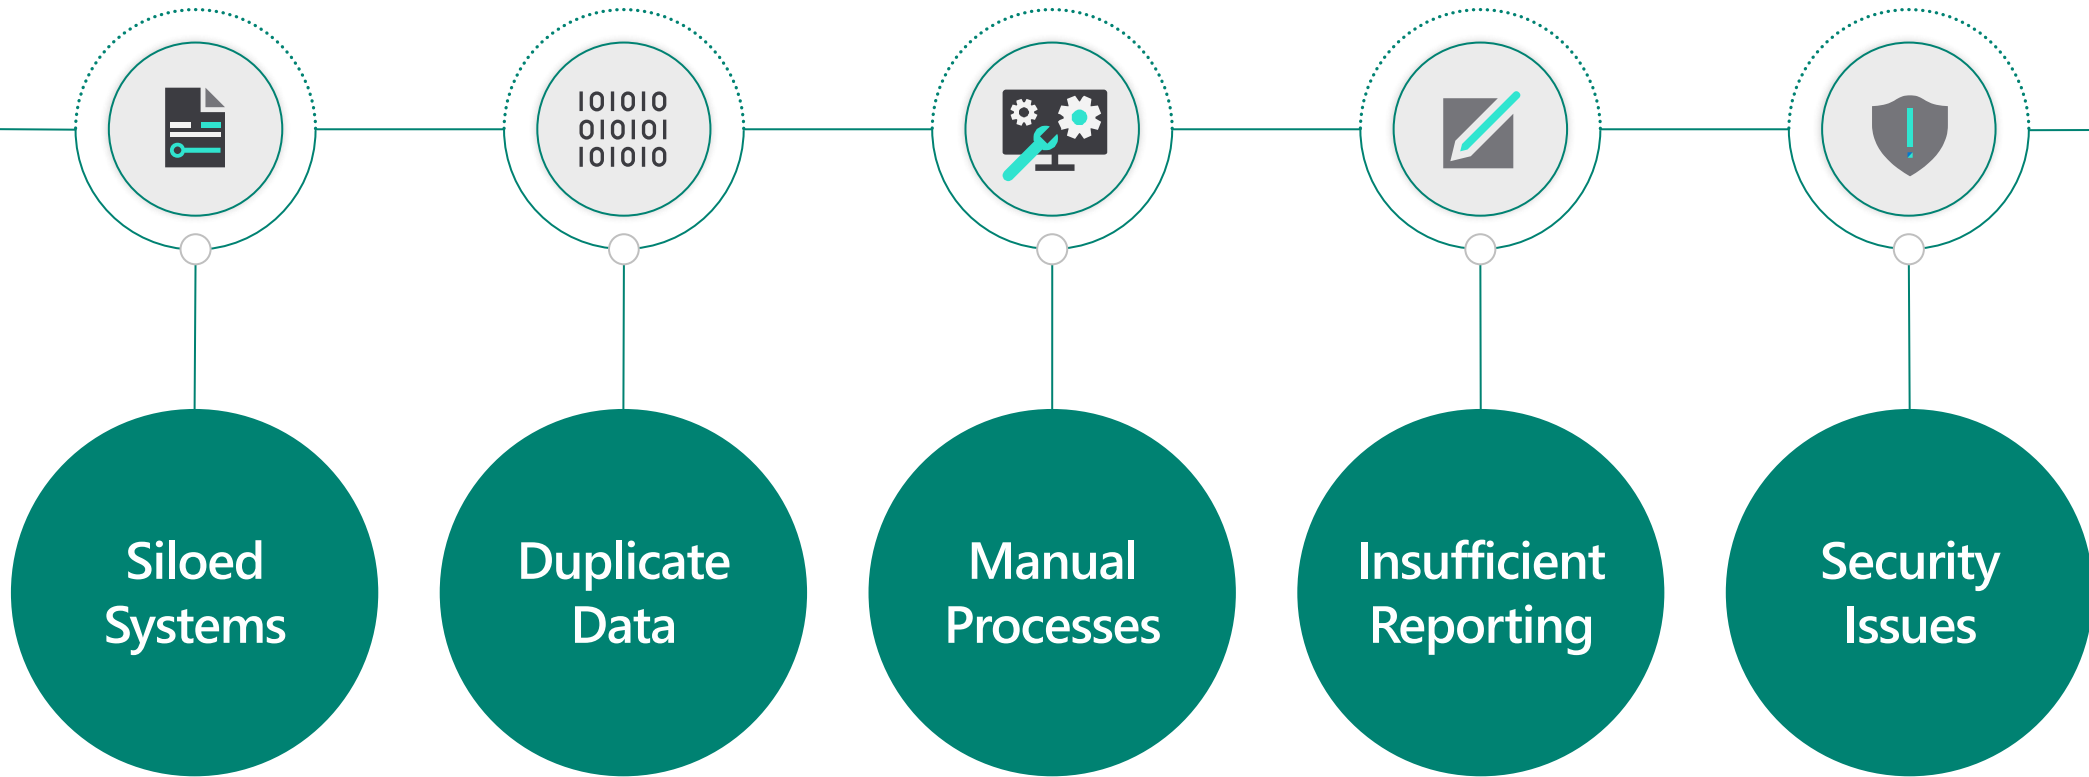 101010
010101
101010
Siloed
Systems
Duplicate
Data
Manual
Processes
Insufficient
Reporting
Security
Issues